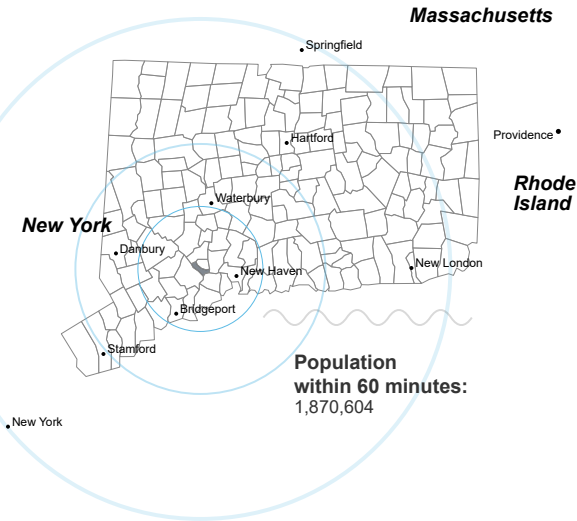 Massachusetts
Springfield
Providence
Hartford
Rhode
Island
Waterbury
New York
Danbury
New Haven
New London
Bridgeport
Stamford
Population
within 60 minutes:
1,870,604
New York